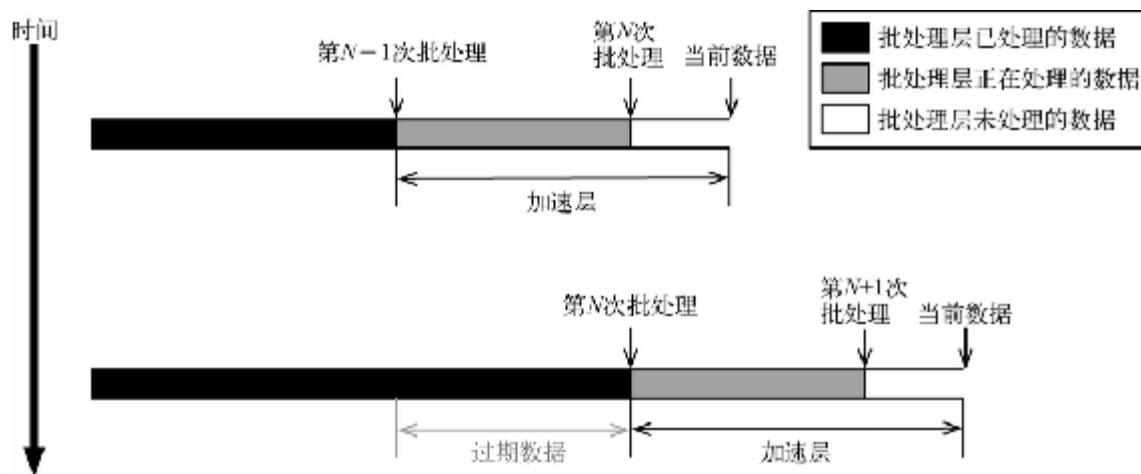 时间
第N－1次批处理
第N次
批处理
当前数据
批处理层已处理的数据
批处理层正在处理的数据
批处理层未处理的数据
加速层
第N次批处理
第N+1次
批处理
当前数据
过期数据
加速层